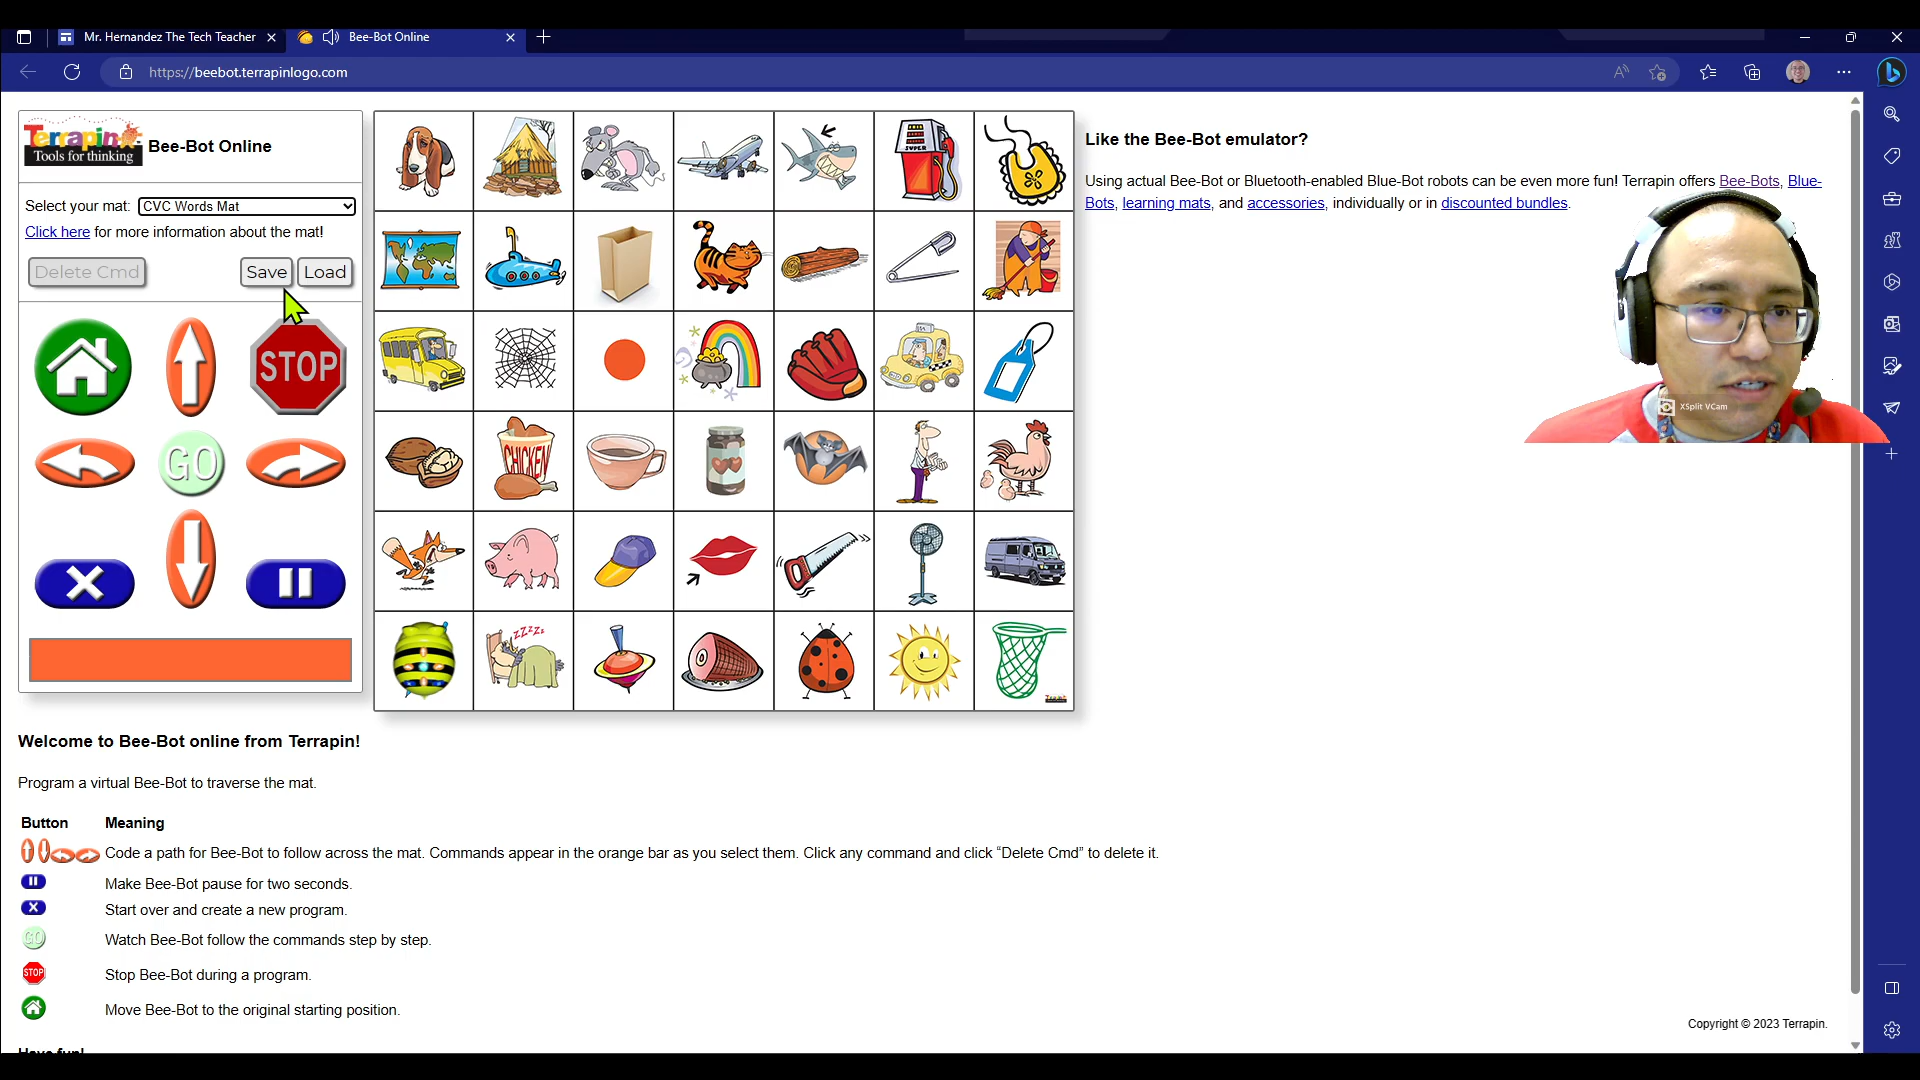 Mr. Hernandez The Tech Teacher
Bee-Bot Online
https://beebot.terrapinlogo.com
Terrapin
Tools for thinking
Bee-Bot Online
Select your mat: CVC Words Mat
Click here for more information about the mat!
Delete Cmd Save Load
STOP
GO
SUPER
CHICKEN
ZZZZz
Like the Bee-Bot emulator?
Using actual Bee-Bot or Bluetooth-enabled Blue-Bot robots can be even more fun! Terrapin offers Bee-Bots, Blue-
Bots, learning mats, and accessories, individually or in discounted bundles.
XSplit VCam
Welcome to Bee-Bot online from Terrapin!
Program a virtual Bee-Bot to traverse the mat.
Button Meaning
Code a path for Bee-Bot to follow across the mat. Commands appear in the orange bar as you select them. Click any command and click “Delete Cmd” to delete it.
Make Bee-Bot pause for two seconds.
Start over and create a new program.
GO Watch Bee-Bot follow the commands step by step.
STOP Stop Bee-Bot during a program.
Move Bee-Bot to the original starting position.
Copyright © 2023 Terrapin.
Have fun!